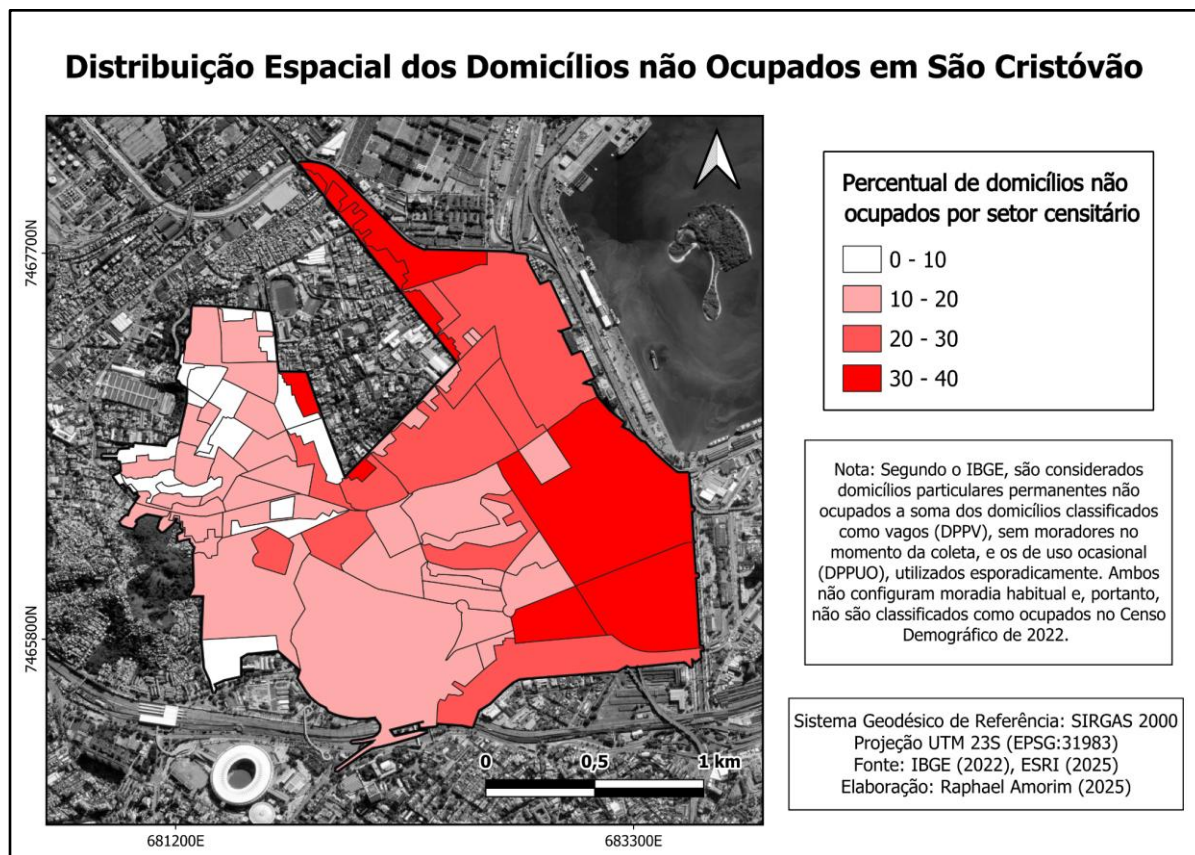 Distribuição Espacial dos Domicílios não Ocupados em São Cristóvão
7467700N
7465800N
681200E
683300E
0
0,5
1 km
Percentual de domicílios não
ocupados por setor censitário
0 - 10
10 - 20
20 - 30
30 - 40
Nota: Segundo o IBGE, são considerados
domicílios particulares permanentes não
ocupados a soma dos domicílios classificados
como vagos (DPPV), sem moradores no
momento da coleta, e os de uso ocasional
(DPPUO), utilizados esporadicamente. Ambos
não configuram moradia habitual e, portanto,
não são classificados como ocupados no Censo
Demográfico de 2022.
Sistema Geodésico de Referência: SIRGAS 2000
Projeção UTM 23S (EPSG:31983)
Fonte: IBGE (2022), ESRI (2025)
Elaboração: Raphael Amorim (2025)